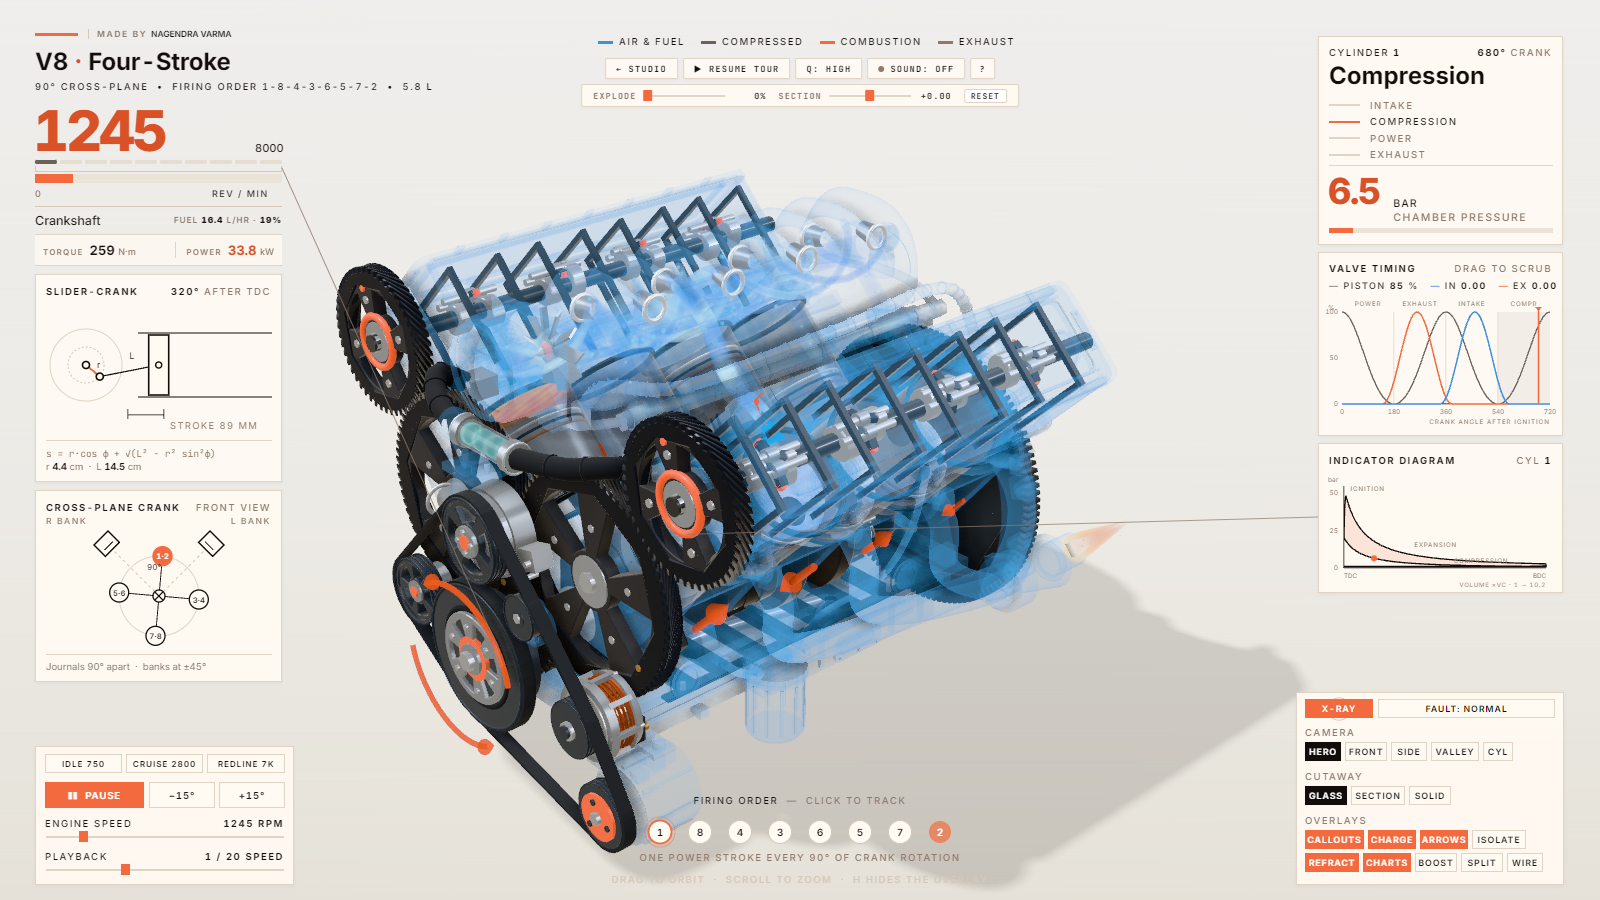 MADE BY NAGENDRA VARMA
V8 · Four-Stroke
90° CROSS-PLANE • FIRING ORDER 1-8-4-3-6-5-7-2 • 5.8 L
1245
8000
0 REV / MIN
Crankshaft FUEL 16.4 L/HR · 19%
TORQUE 259 N·m POWER 33.8 kW
SLIDER-CRANK 320° AFTER TDC
L
r
STROKE 89 MM
s = r·cos ϕ + √(L² - r² sin²ϕ)
r 4.4 cm · L 14.5 cm
CROSS-PLANE CRANK FRONT VIEW
R BANK L BANK
1-2
90°
5-6
3-4
7-8
Journals 90° apart · banks at ±45°
IDLE 750 CRUISE 2800 REDLINE 7K
PAUSE −15° +15°
ENGINE SPEED 1245 RPM
PLAYBACK 1 / 20 SPEED
AIR & FUEL COMPRESSED COMBUSTION EXHAUST
← STUDIO ▶ RESUME TOUR Q: HIGH SOUND: OFF ?
EXPLODE 0% SECTION +0.00 RESET
FIRING ORDER — CLICK TO TRACK
1 8 4 3 6 5 7 2
ONE POWER STROKE EVERY 90° OF CRANK ROTATION
DRAG TO ORBIT · SCROLL TO ZOOM · H HIDES THE
CYLINDER 1 680° CRANK
Compression
INTAKE
COMPRESSION
POWER
EXHAUST
6.5 BAR
CHAMBER PRESSURE
VALVE TIMING DRAG TO SCRUB
— PISTON 85 % — IN 0.00 — EX 0.00
% POWER EXHAUST INTAKE COMPR
100
50
0
0 180 360 540 720
CRANK ANGLE AFTER IGNITION
INDICATOR DIAGRAM CYL 1
bar
50 IGNITION
25
EXPANSION
COMPRESSION
0
TDC BDC
VOLUME +VC · 1 – 10.2
X-RAY FAULT: NORMAL
CAMERA
HERO FRONT SIDE VALLEY CYL
CUTAWAY
GLASS SECTION SOLID
OVERLAYS
CALLOUTS CHARGE ARROWS ISOLATE
REFRACT CHARTS BOOST SPLIT WIRE